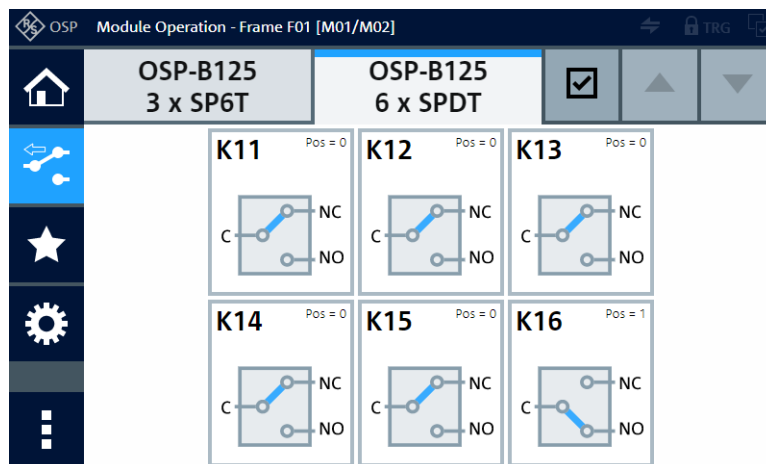 R&S OSP Module Operation - Frame F01 [M01/M02] TRG
OSP-B125 OSP-B125
3 x SP6T 6 x SPDT
K11 Pos = 0 K12 Pos = 0 K13 Pos = 0
NC NC NC
C C C
NO NO NO
K14 Pos = 0 K15 Pos = 0 K16 Pos = 1
NC NC NC
C C C
NO NO NO